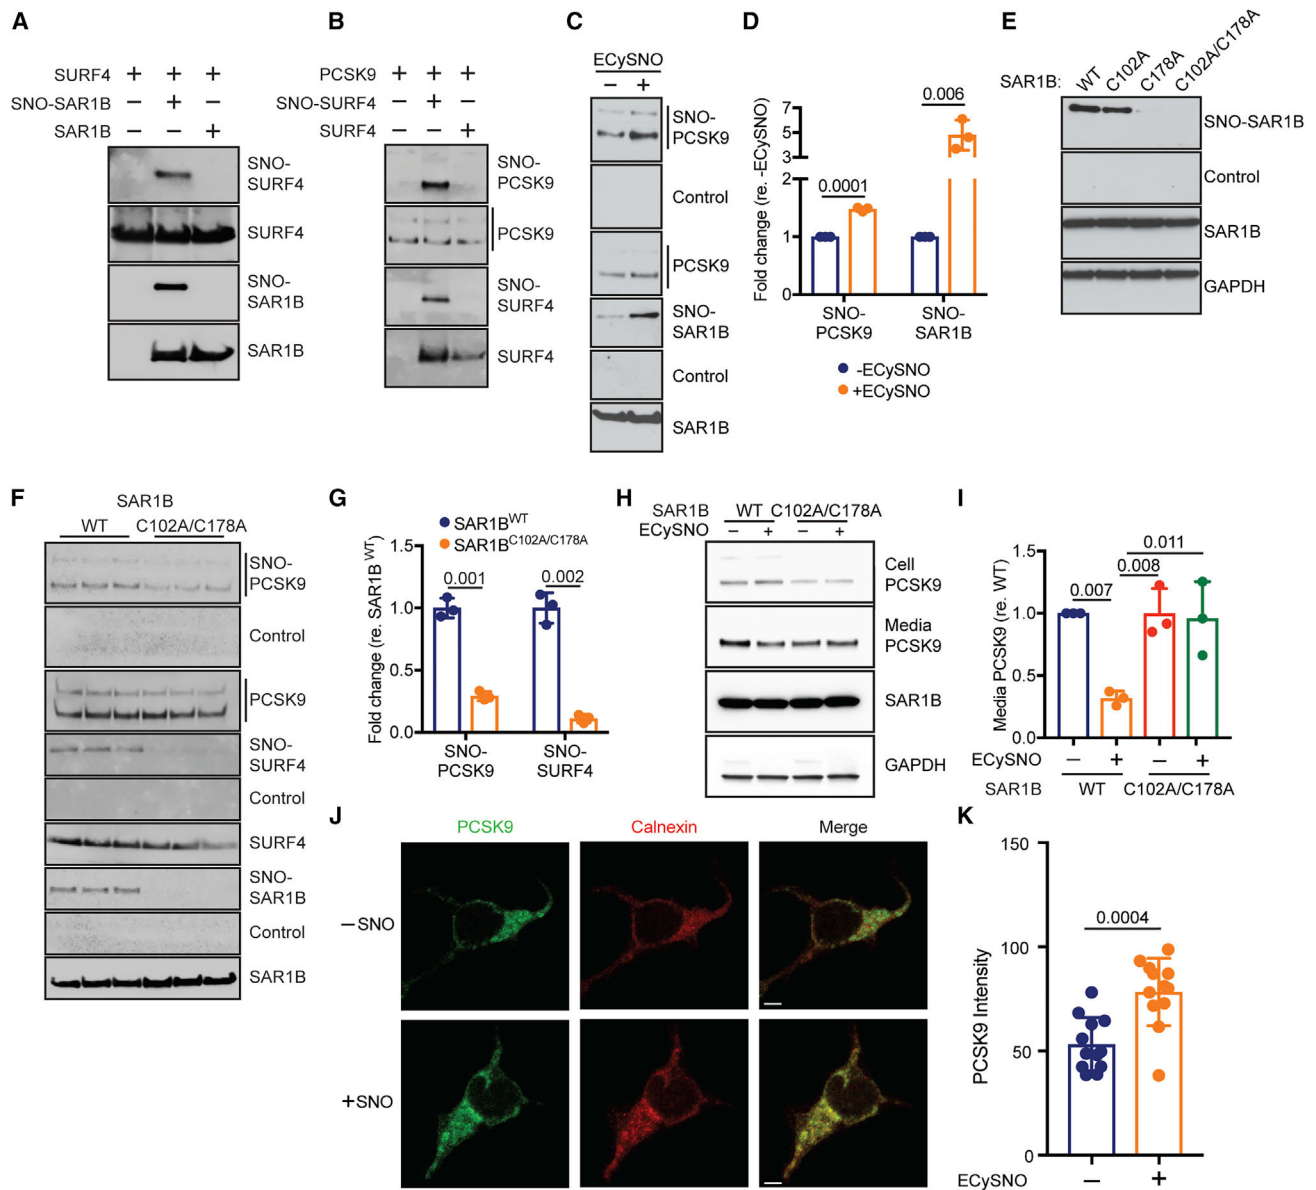 A
SURF4 + + +
SNO-SAR1B − + −
SAR1B − − +
SNO-
SURF4
SURF4
SNO-
SAR1B
SAR1B
B
PCSK9 + + +
SNO-SURF4 − + −
SURF4 − − +
SNO-
PCSK9
PCSK9
SNO-
SURF4
SURF4
C
ECySNO
− +
SNO-
PCSK9
Control
PCSK9
SNO-
SAR1B
Control
SAR1B
D
Fold change (re. -ECySNO)
7
5
3
2
1
0
0.0001
0.006
SNO-
PCSK9
SNO-
SAR1B
-ECySNO
+ECySNO
E
SAR1B: WT C102A C178A C102A/C178A
SNO-SAR1B
Control
SAR1B
GAPDH
F
SAR1B
WT C102A/C178A
SNO-
PCSK9
Control
PCSK9
SNO-
SURF4
Control
SURF4
SNO-
SAR1B
Control
SAR1B
G
SAR1BWT
SAR1BC102A/C178A
Fold change (re. SAR1BWT)
1.5
1.0
0.5
0.0
0.001
0.002
SNO-
PCSK9
SNO-
SURF4
H
SAR1B WT C102A/C178A
ECySNO − + − +
Cell
PCSK9
Media
PCSK9
SAR1B
GAPDH
I
Media PCSK9 (re. WT)
1.5
1.0
0.5
0.0
0.011
0.008
0.007
ECySNO − + − +
SAR1B WT C102A/C178A
J
PCSK9 Calnexin Merge
−SNO
+SNO
K
PCSK9 Intensity
150
100
50
0
0.0004
ECySNO − +